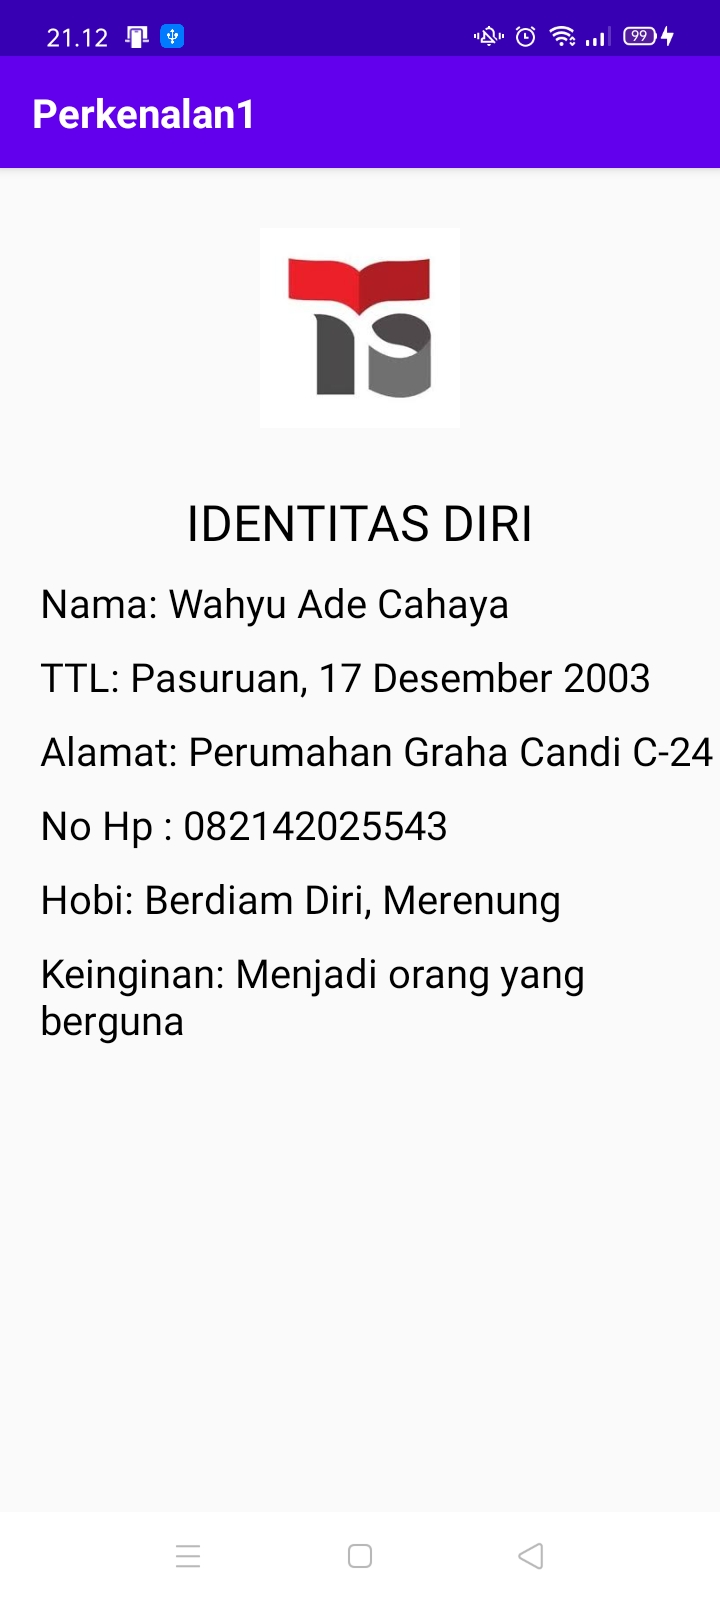 21.12
99
Perkenalan1
IDENTITAS DIRI
Nama: Wahyu Ade Cahaya
TTL: Pasuruan, 17 Desember 2003
Alamat: Perumahan Graha Candi C-24
No Hp : 082142025543
Hobi: Berdiam Diri, Merenung
Keinginan: Menjadi orang yang
berguna